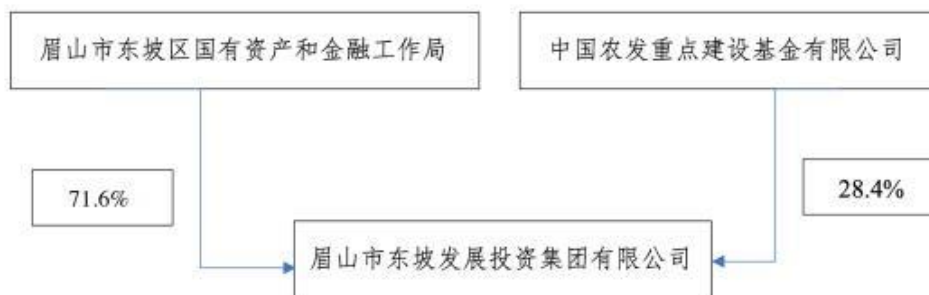 眉山市东坡区国有资产和金融工作局
中国农发重点建设基金有限公司
71.6%
28.4%
眉山市东坡发展投资集团有限公司